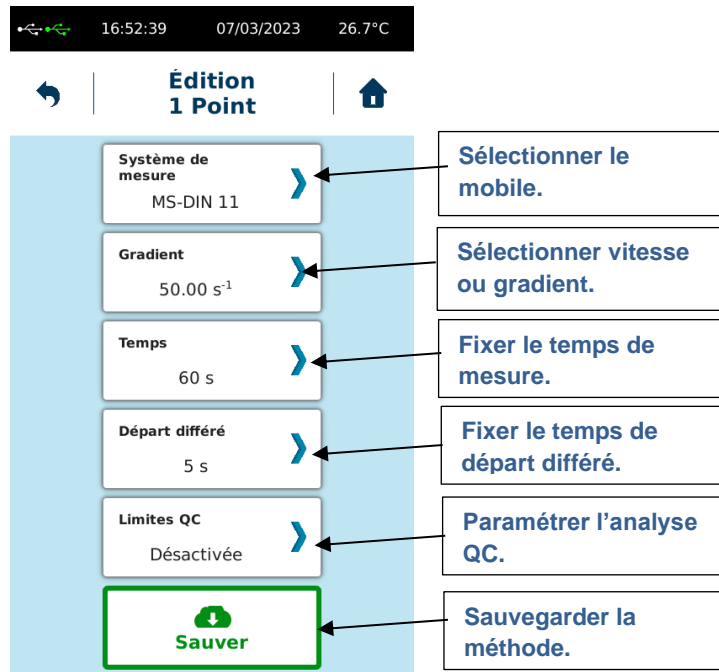 16:52:39 07/03/2023 26.7°C
Édition
1 Point
Système de
mesure
MS-DIN 11
Sélectionner le
mobile.
Gradient
50.00 s⁻¹
Sélectionner vitesse
ou gradient.
Temps
60 s
Fixer le temps de
mesure.
Départ différé
5 s
Fixer le temps de
départ différé.
Limites QC
Désactivée
Paramétrer l’analyse
QC.
Sauver
Sauvegarder la
méthode.